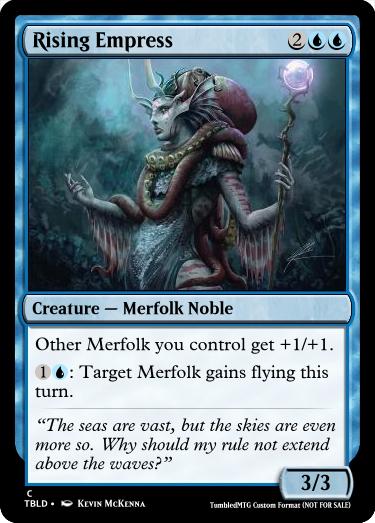 Rising Empress 2
Creature — Merfolk Noble
Other Merfolk you control get +1/+1.
1: Target Merfolk gains flying this
turn.
“The seas are vast, but the skies are even
more so. Why should my rule not extend
above the waves?”
3/3
C
TBLD • Kevin McKenna
TumbledMTG Custom Format (NOT FOR SALE)